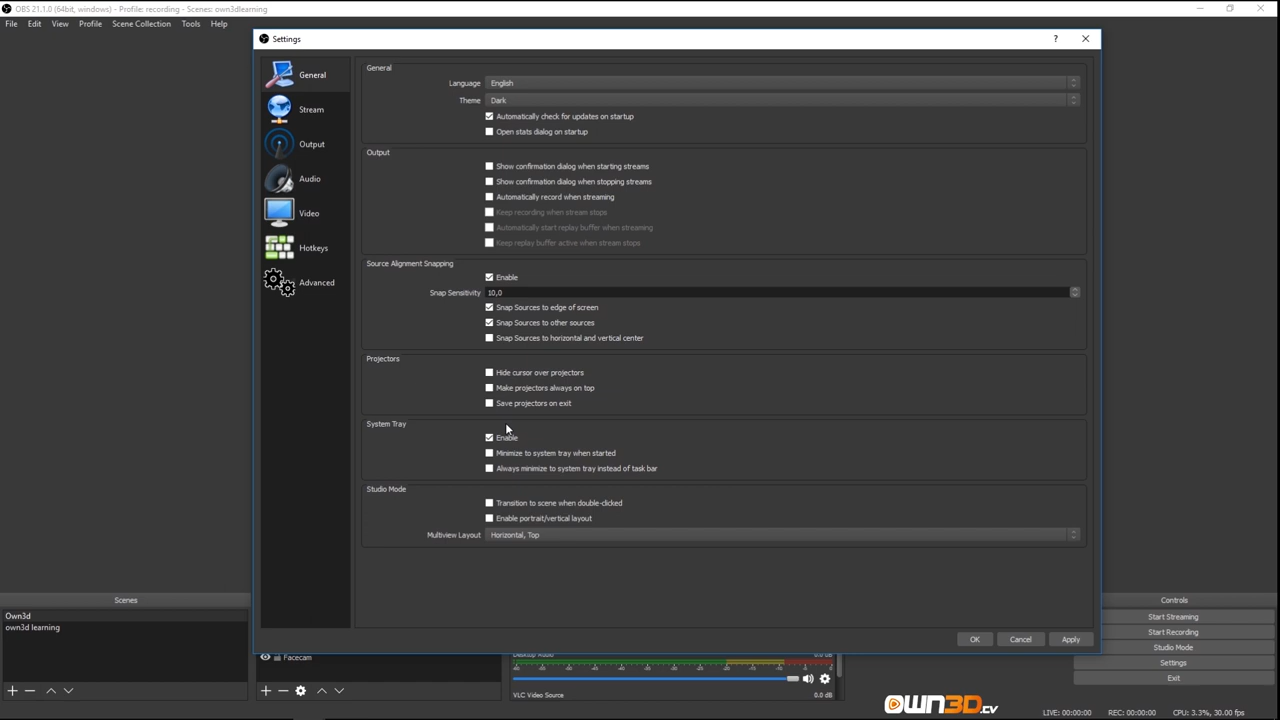 OBS 21.1.0 (64bit, windows) - Profile: recording - Scenes: own3dlearning
File Edit View Profile Scene Collection Tools Help
Settings
?
General
Stream
Output
Audio
Video
Hotkeys
Advanced
General
Language English
Theme Dark
Automatically check for updates on startup
Open stats dialog on startup
Output
Show confirmation dialog when starting streams
Show confirmation dialog when stopping streams
Automatically record when streaming
Keep recording when stream stops
Automatically start replay buffer when streaming
Keep replay buffer active when stream stops
Source Alignment Snapping
Enable
Snap Sensitivity 10,0
Snap Sources to edge of screen
Snap Sources to other sources
Snap Sources to horizontal and vertical center
Projectors
Hide cursor over projectors
Make projectors always on top
Save projectors on exit
System Tray
Enable
Minimize to system tray when started
Always minimize to system tray instead of task bar
Studio Mode
Transition to scene when double-clicked
Enable portrait/vertical layout
Multiview Layout Horizontal, Top
OK Cancel Apply
Scenes
Own3d
own3d learning
Facecam
Desktop Audio 0.0 dB
VLC Video Source 0.0 dB
Controls
Start Streaming
Start Recording
Studio Mode
Settings
Exit
OWN3D.tv
LIVE: 00:00:00 REC: 00:00:00 CPU: 3.3%, 30.00 fps